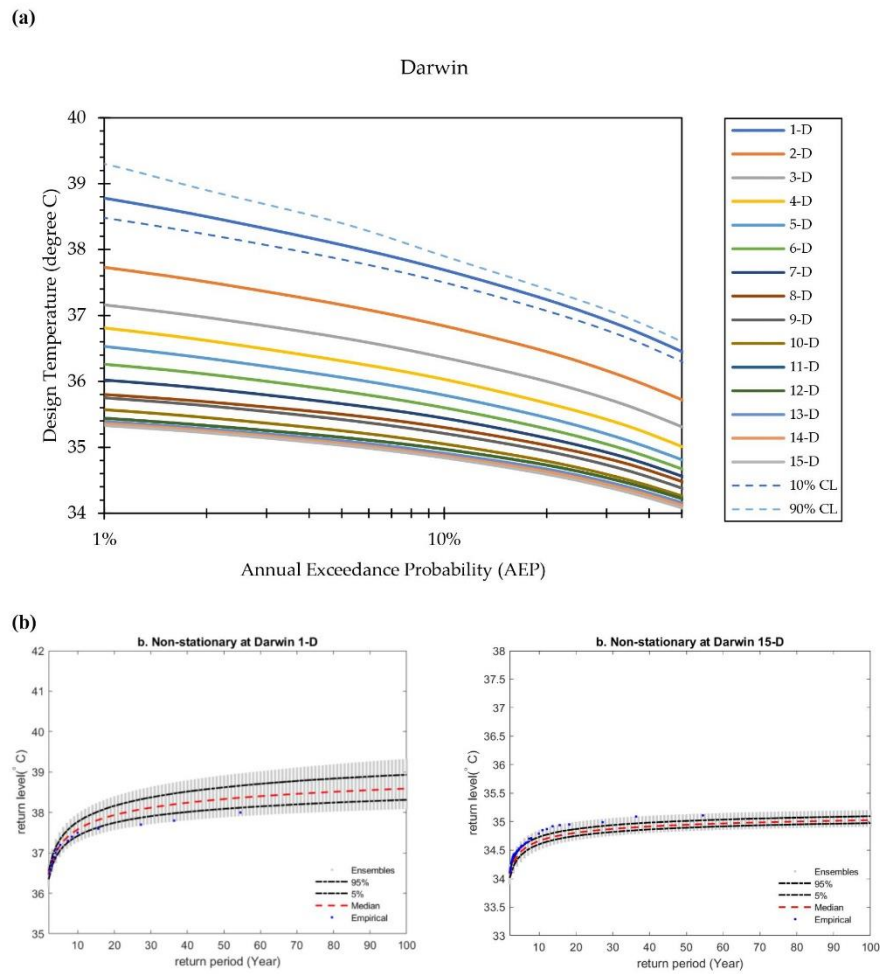 (a)
Darwin
Design Temperature (degree C)
40
39
38
37
36
35
34
1%
10%
Annual Exceedance Probability (AEP)
1-D
2-D
3-D
4-D
5-D
6-D
7-D
8-D
9-D
10-D
11-D
12-D
13-D
14-D
15-D
10% CL
90% CL
(b)
b. Non-stationary at Darwin 1-D
return level(° C)
42
41
40
39
38
37
36
35
10 20 30 40 50 60 70 80 90 100
return period (Year)
Ensembles
95%
5%
Median
Empirical
b. Non-stationary at Darwin 15-D
return level(° C)
38
37.5
37
36.5
36
35.5
35
34.5
34
33.5
33
10 20 30 40 50 60 70 80 90 100
return period (Year)
Ensembles
95%
5%
Median
Empirical